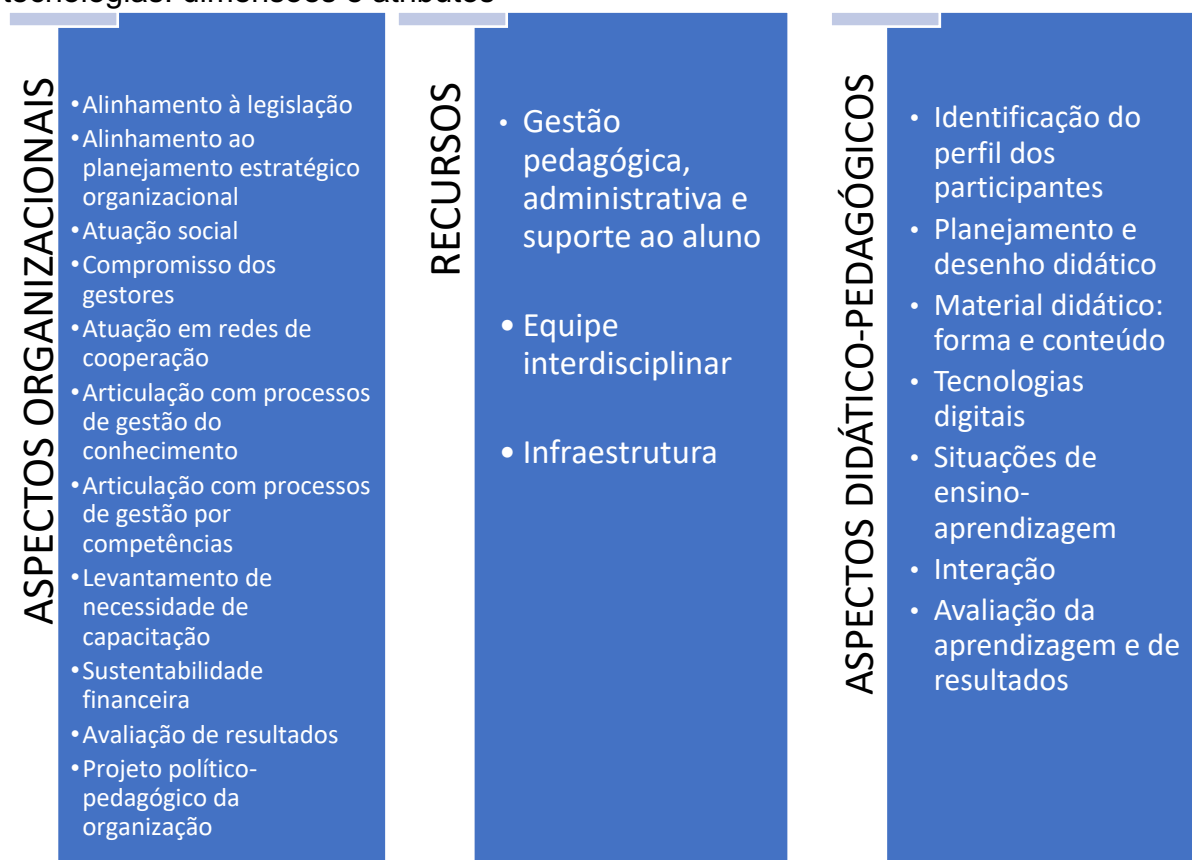 tecnologias: dimensões e atributos
ASPECTOS ORGANIZACIONAIS
•Alinhamento à legislação
•Alinhamento ao
planejamento estratégico
organizacional
•Atuação social
•Compromisso dos
gestores
•Atuação em redes de
cooperação
•Articulação com processos
de gestão do
conhecimento
•Articulação com processos
de gestão por
competências
•Levantamento de
necessidade de
capacitação
•Sustentabilidade
financeira
•Avaliação de resultados
•Projeto político-
pedagógico da
organização
RECURSOS
• Gestão
pedagógica,
administrativa e
suporte ao aluno
• Equipe
interdisciplinar
• Infraestrutura
ASPECTOS DIDÁTICO-PEDAGÓGICOS
• Identificação do
perfil dos
participantes
• Planejamento e
desenho didático
• Material didático:
forma e conteúdo
• Tecnologias
digitais
• Situações de
ensino-
aprendizagem
• Interação
• Avaliação da
aprendizagem e de
resultados